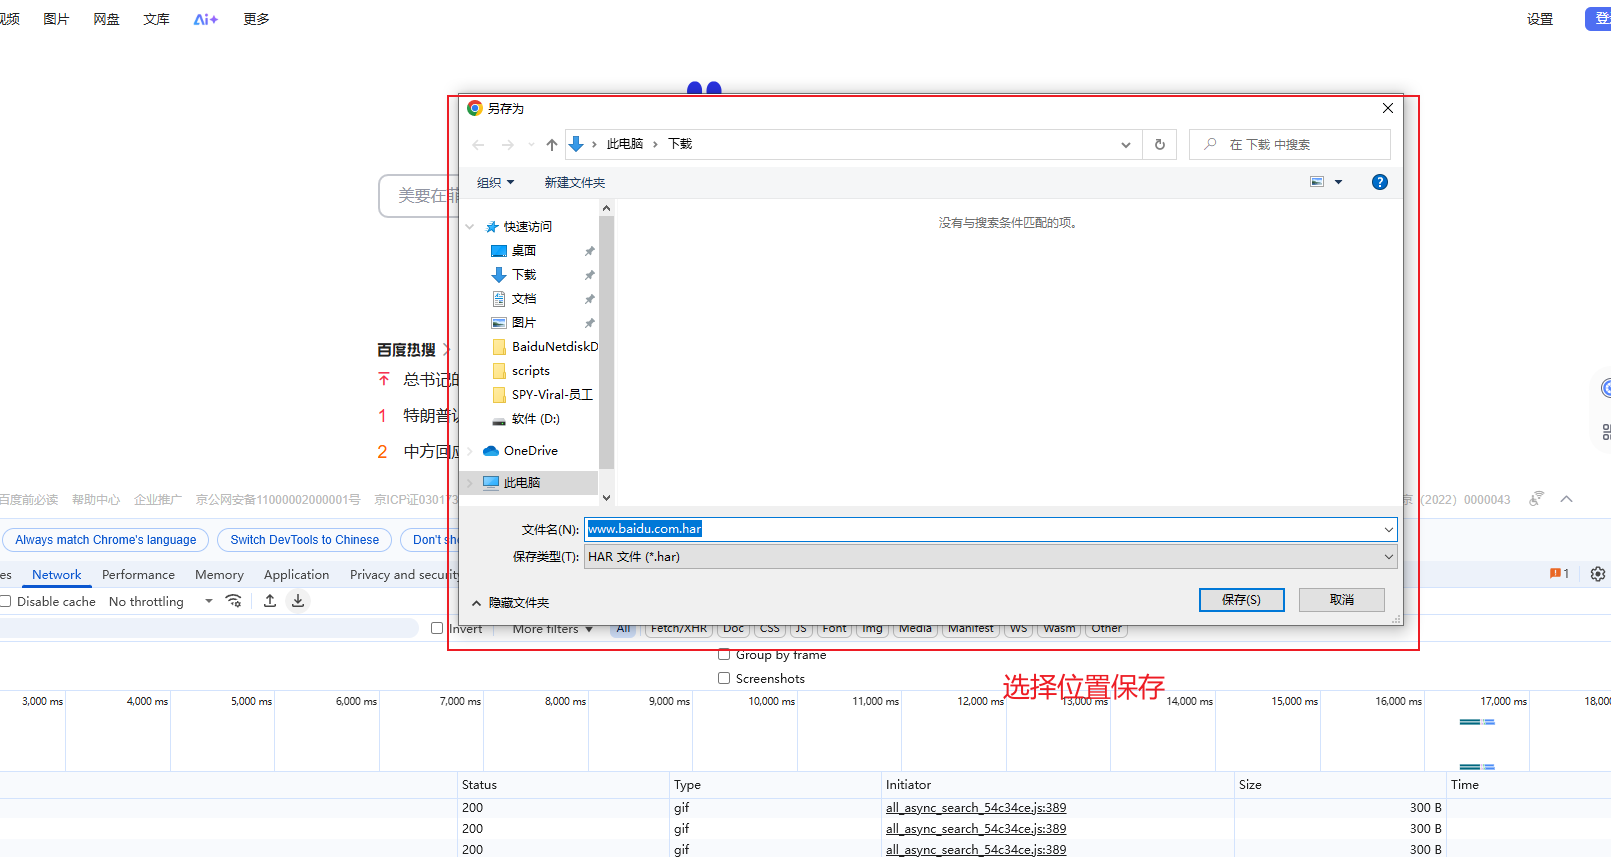 视频 图片 网盘 文库 Ai+ 更多 设置
另存为
此电脑 下载 在 下载 中搜索
组织 新建文件夹
美要在菲
没有与搜索条件匹配的项。
快速访问
桌面
下载
文档
图片
BaiduNetdiskD
scripts
SPY-Viral-员工
软件 (D:)
OneDrive
此电脑
百度热搜
总书记的
1 特朗普访
2 中方回应
百度前必读 帮助中心 企业推广 京公网安备11000002000001号 京ICP证030173 京（2022）0000043
文件名(N): www.baidu.com.har
保存类型(T): HAR 文件 (*.har)
隐藏文件夹 保存(S) 取消
Always match Chrome's language Switch DevTools to Chinese Don't sh
es Network Performance Memory Application Privacy and security 1
Disable cache No throttling
Invert More filters All Fetch/XHR Doc CSS JS Font Img Media Manifest WS Wasm Other
Group by frame
Screenshots
选择位置保存
3,000 ms 4,000 ms 5,000 ms 6,000 ms 7,000 ms 8,000 ms 9,000 ms 10,000 ms 11,000 ms 12,000 ms 13,000 ms 14,000 ms 15,000 ms 16,000 ms 17,000 ms 18,00
Status Type Initiator Size Time
200 gif all_async_search_54c34ce.js:389 300 B
200 gif all_async_search_54c34ce.js:389 300 B
200 gif all_async_search_54c34ce.js:389 300 B